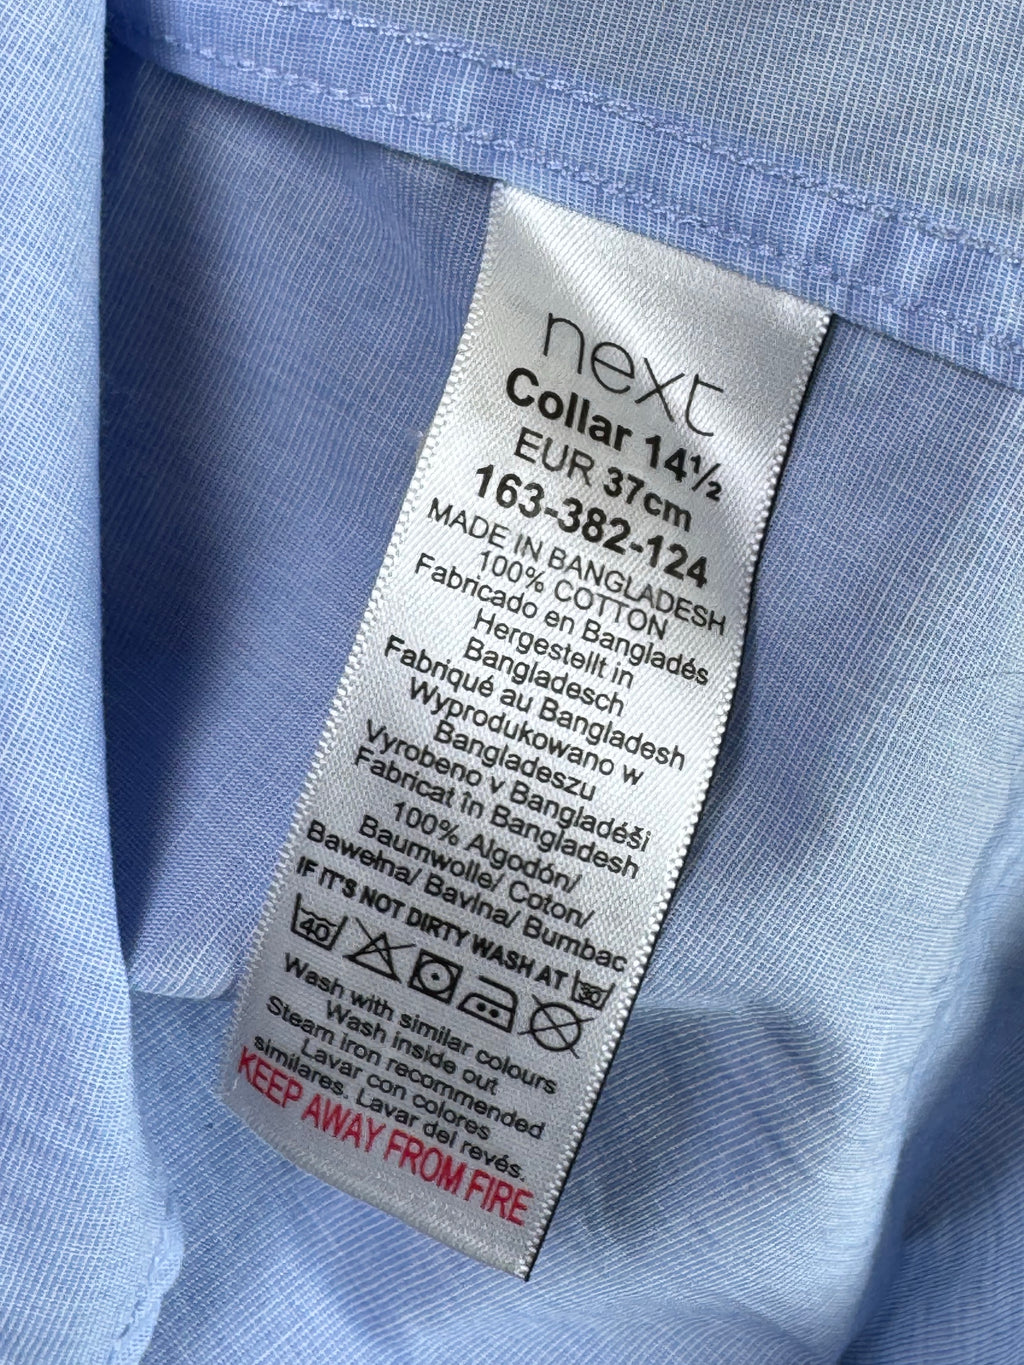 next
Collar 14½
EUR 37cm
163-382-124
MADE IN BANGLADESH
100% COTTON
Fabricado en Bangladés
Hergestellt in
Bangladesch
Fabriqué au Bangladesh
Wyprodukowano w
Bangladeszu
Vyrobeno v Bangladéši
Fabricat în Bangladesh
100% Algodón/
Baumwolle/ Coton/
Bawełna/ Bavlna/ Bumbac
IF IT'S NOT DIRTY WASH AT 30
40
Wash with similar colours
Wash inside out
Steam iron recommended
Lavar con colores
similares. Lavar del revés.
KEEP AWAY FROM FIRE